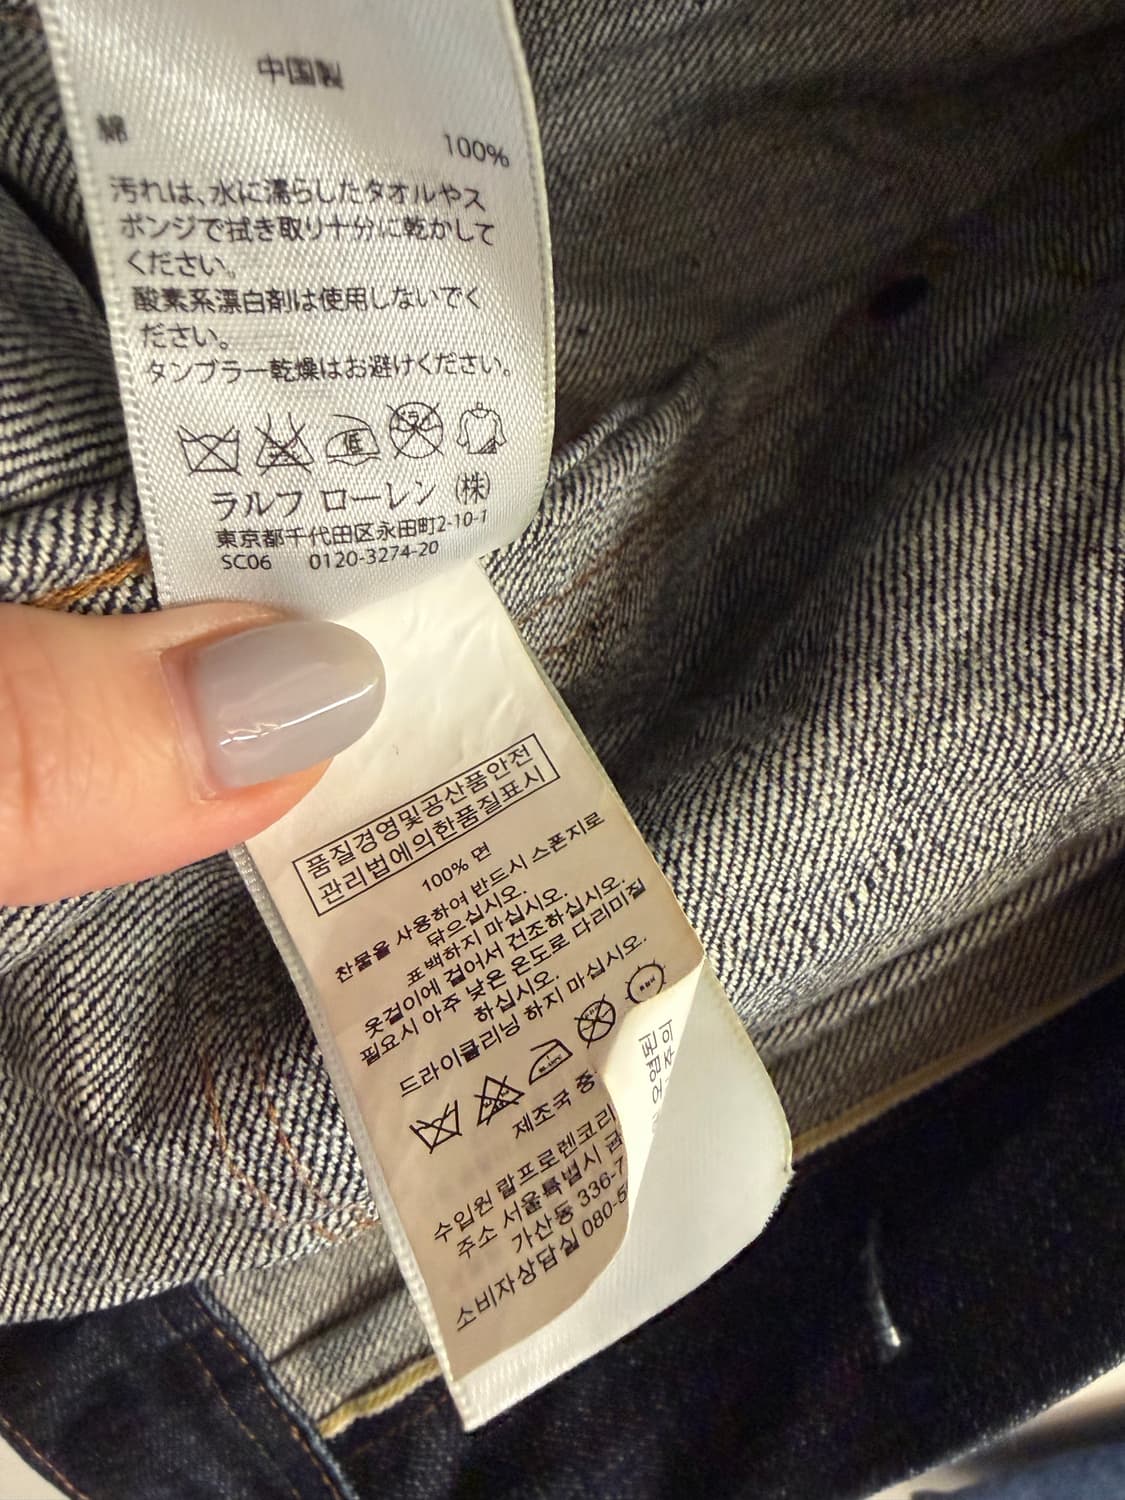 中国製
綿 100%
汚れは、水に濡らしたタオルやス
ポンジで拭き取り十分に乾かして
ください。
酸素系漂白剤は使用しないでく
ださい。
タンブラー乾燥はお避けください。
低
ドライ
ラルフ ローレン (株)
東京都千代田区永田町2-10-1
SC06 0120-3274-20
품질경영및공산품안전
관리법에의한품질표시
100% 면
찬물을 사용하여 반드시 스폰지로
닦으십시오.
표백하지 마십시오.
옷걸이에 걸어서 건조하십시오.
필요시 아주 낮은 온도로 다리미질
하십시오.
드라이클리닝 하지 마십시오.
제조국 중
수입원 랄프로렌코리
주소 서울특별시 금
가산동 336-7
소비자상담실 080-5